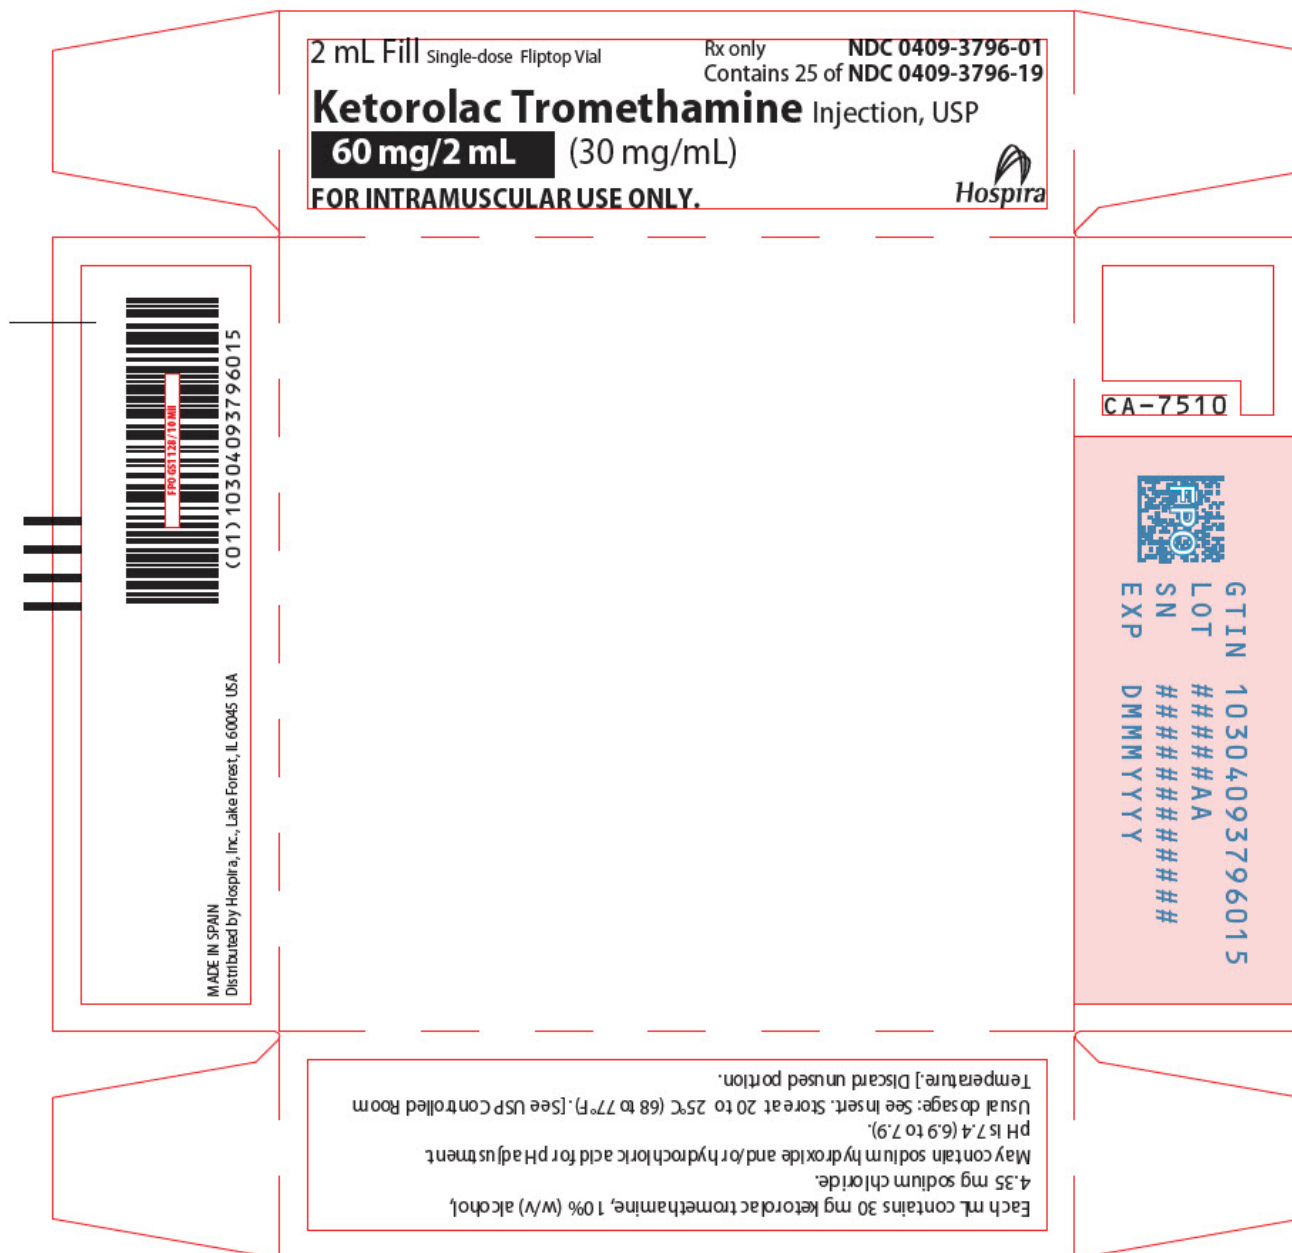 2 mL Fill Single-dose Fliptop Vial
Rx only NDC 0409-3796-01
Contains 25 of NDC 0409-3796-19
Ketorolac Tromethamine Injection, USP
60 mg/2 mL (30 mg/mL)
FOR INTRAMUSCULAR USE ONLY.
Hospira
FPO GS1 128 / 10 Mil
(01)10304093796015
MADE IN SPAIN
Distributed by Hospira, Inc., Lake Forest, IL 60045 USA
CA-7510
FPO
GTIN 10304093796015
LOT #####AA
SN ############
EXP DMMMYYYY
Each mL contains 30 mg ketorolac tromethamine, 10% (w/v) alcohol,
4.35 mg sodium chloride.
May contain sodium hydroxide and/or hydrochloric acid for pH adjustment.
pH is 7.4 (6.9 to 7.9).
Usual dosage: See Insert. Store at 20 to 25°C (68 to 77°F). [See USP Controlled Room
Temperature.] Discard unused portion.